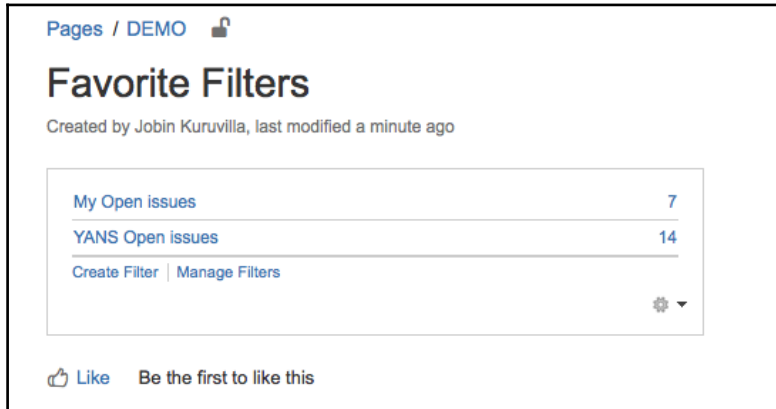 Pages / DEMO
Favorite Filters
Created by Jobin Kuruvilla, last modified a minute ago
My Open issues 7
YANS Open issues 14
Create Filter | Manage Filters
Like Be the first to like this